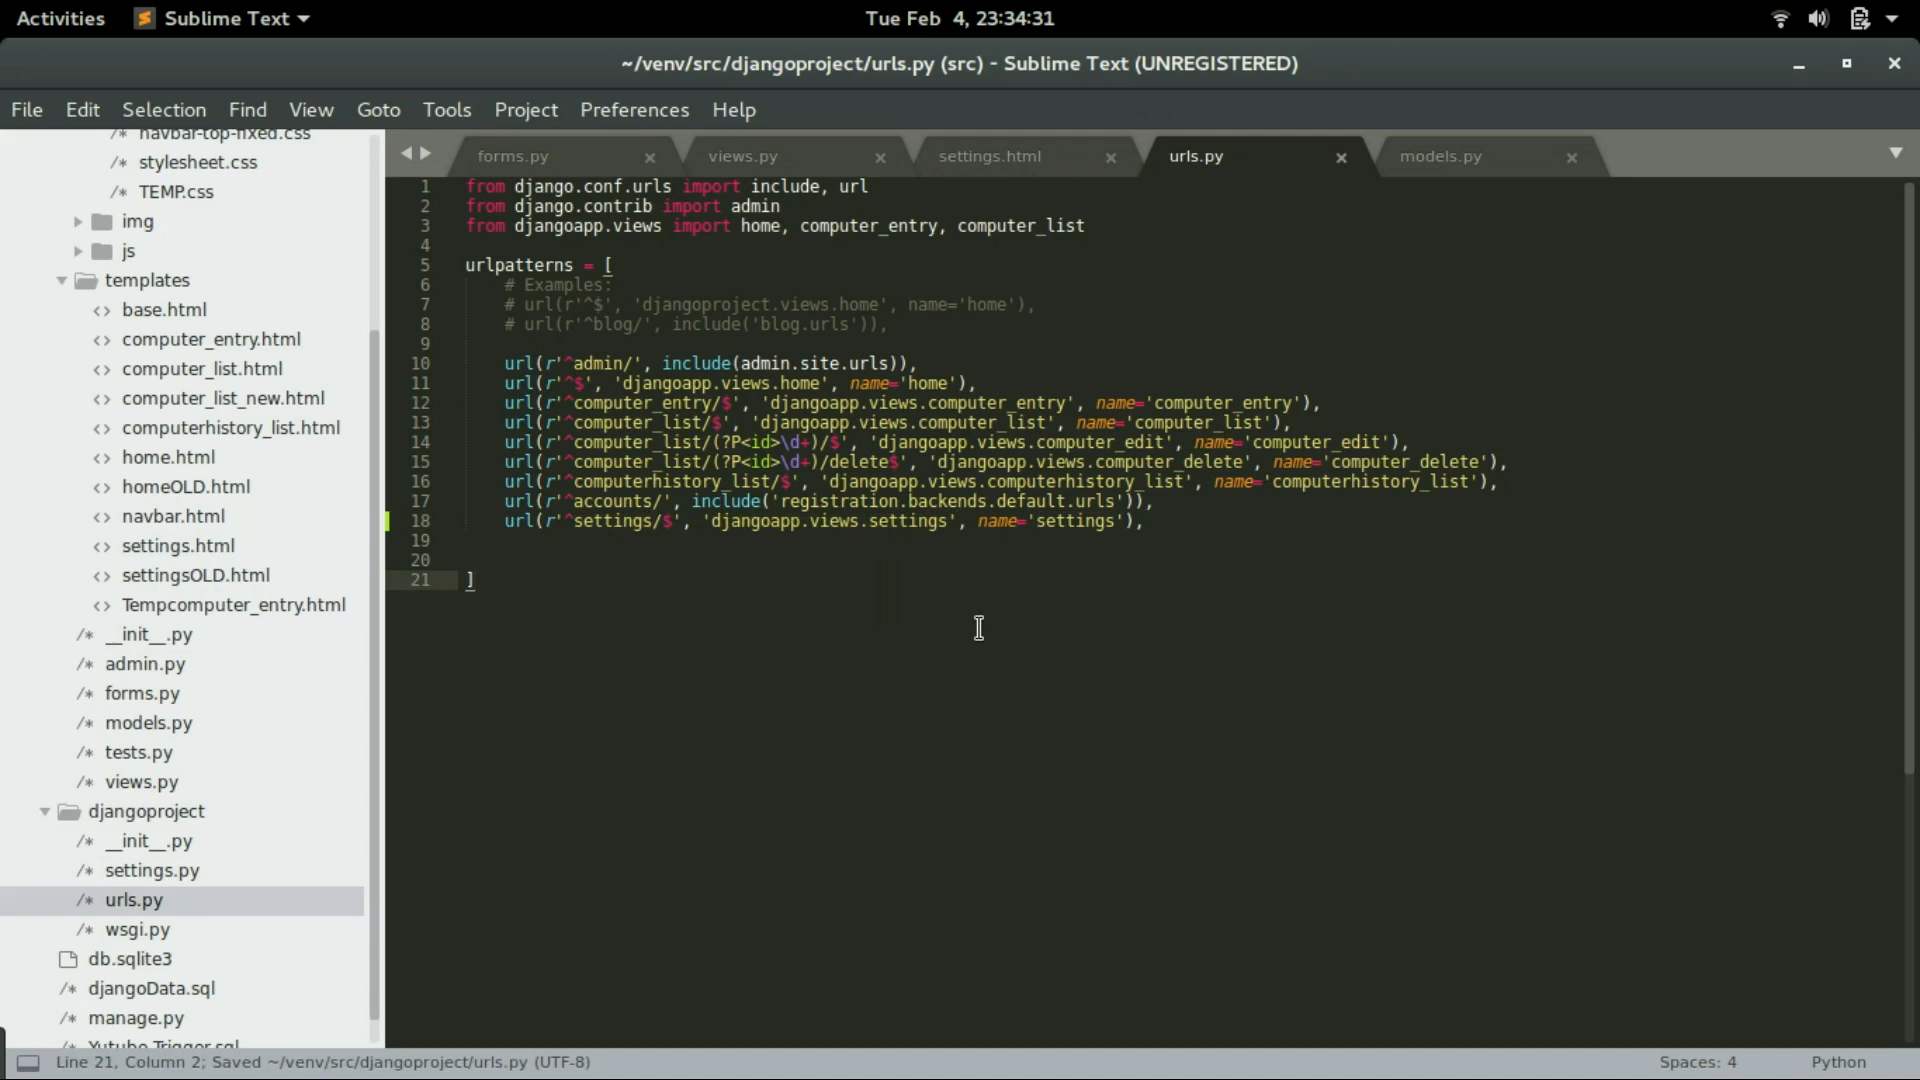 Activities Sublime Text Tue Feb 4, 23:34:31
~/venv/src/djangoproject/urls.py (src) - Sublime Text (UNREGISTERED)
File Edit Selection Find View Goto Tools Project Preferences Help
/* navbar-top-fixed.css
/* stylesheet.css
/* TEMP.css
img
js
templates
<> base.html
<> computer_entry.html
<> computer_list.html
<> computer_list_new.html
<> computerhistory_list.html
<> home.html
<> homeOLD.html
<> navbar.html
<> settings.html
<> settingsOLD.html
<> Tempcomputer_entry.html
/* __init__.py
/* admin.py
/* forms.py
/* models.py
/* tests.py
/* views.py
djangoproject
/* __init__.py
/* settings.py
/* urls.py
/* wsgi.py
db.sqlite3
/* djangoData.sql
/* manage.py
/* Yutube Trigger.sql
forms.py × views.py × settings.html × urls.py × models.py ×
1 from django.conf.urls import include, url
2 from django.contrib import admin
3 from djangoapp.views import home, computer_entry, computer_list
4
5 urlpatterns = [
6 # Examples:
7 # url(r'^$', 'djangoproject.views.home', name='home'),
8 # url(r'^blog/', include('blog.urls')),
9
10 url(r'^admin/', include(admin.site.urls)),
11 url(r'^$', 'djangoapp.views.home', name='home'),
12 url(r'^computer_entry/$', 'djangoapp.views.computer_entry', name='computer_entry'),
13 url(r'^computer_list/$', 'djangoapp.views.computer_list', name='computer_list'),
14 url(r'^computer_list/(?P<id>\d+)/$', 'djangoapp.views.computer_edit', name='computer_edit'),
15 url(r'^computer_list/(?P<id>\d+)/delete$', 'djangoapp.views.computer_delete', name='computer_delete'),
16 url(r'^computerhistory_list/$', 'djangoapp.views.computerhistory_list', name='computerhistory_list'),
17 url(r'^accounts/', include('registration.backends.default.urls')),
18 url(r'^settings/$', 'djangoapp.views.settings', name='settings'),
19
20
21 ]
Line 21, Column 2; Saved ~/venv/src/djangoproject/urls.py (UTF-8) Spaces: 4 Python